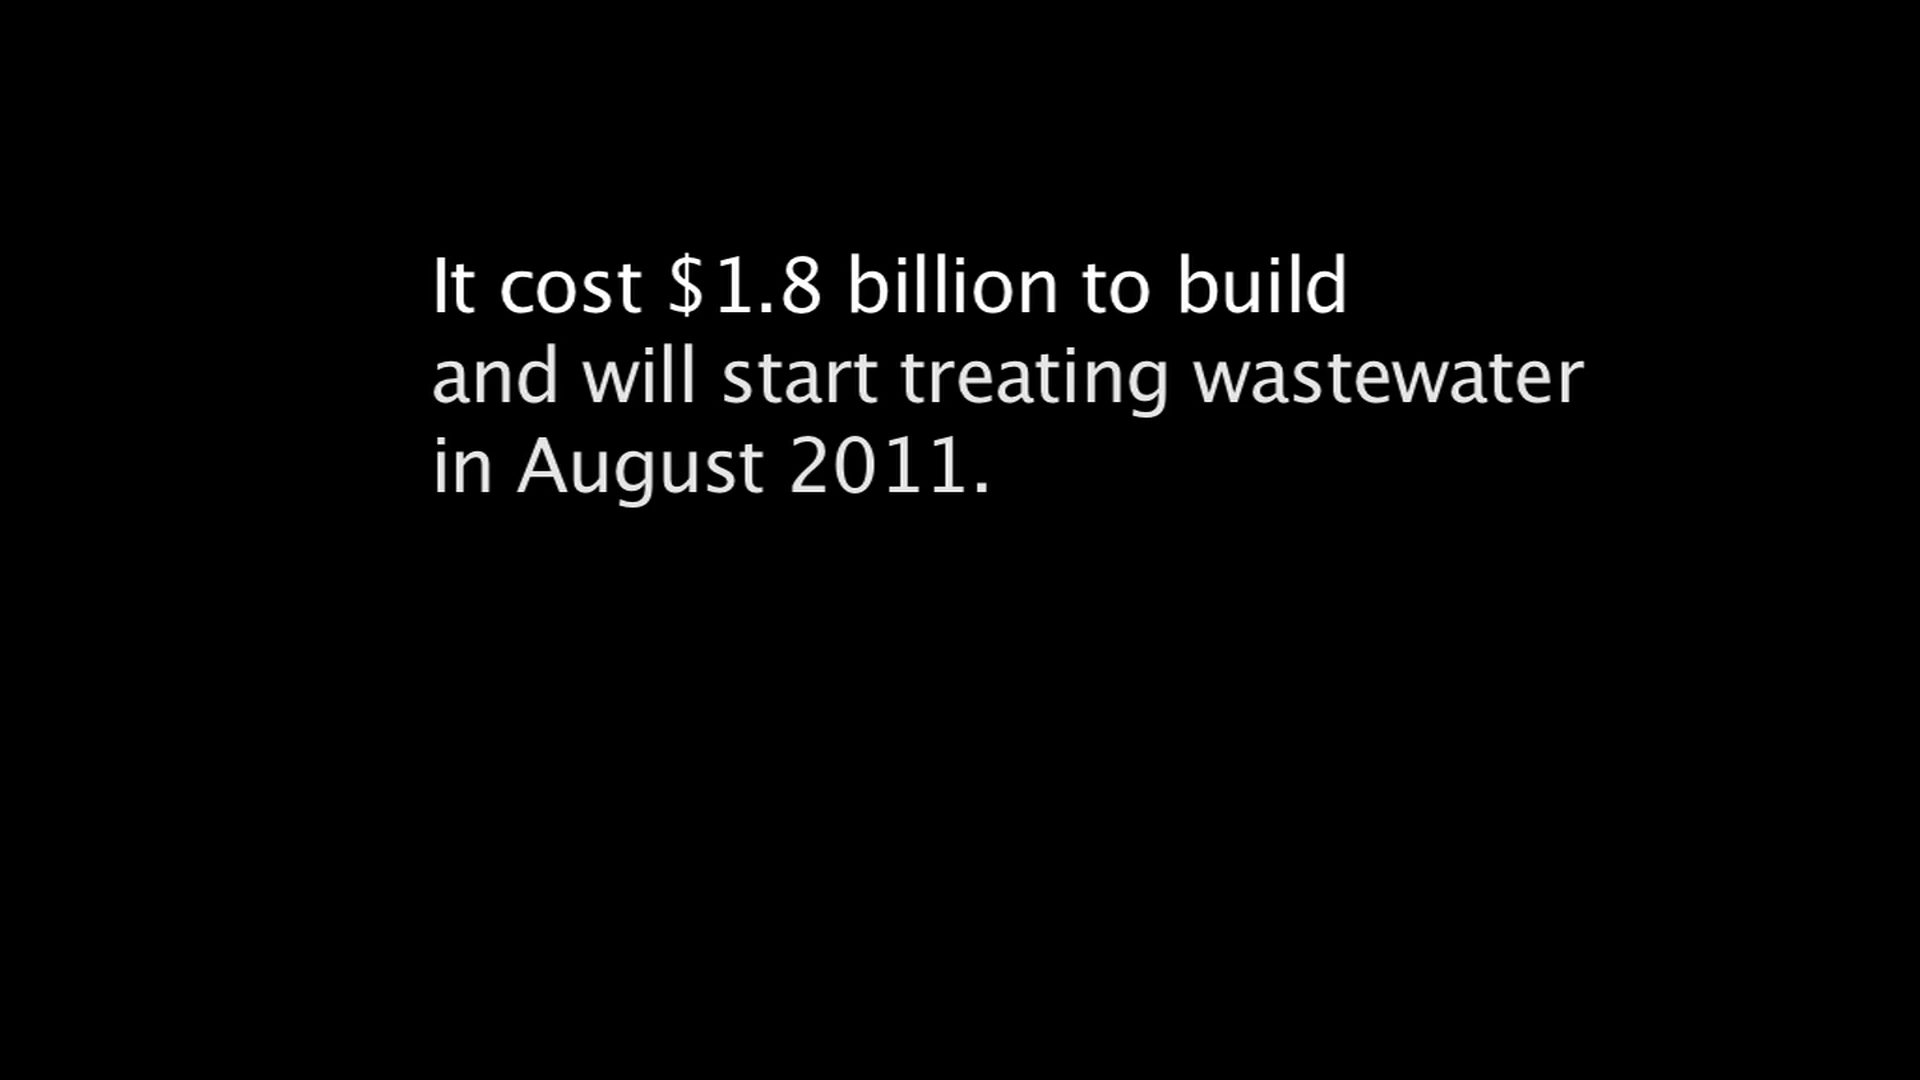 It cost $1.8 billion to build
and will start treating wastewater
in August 2011.